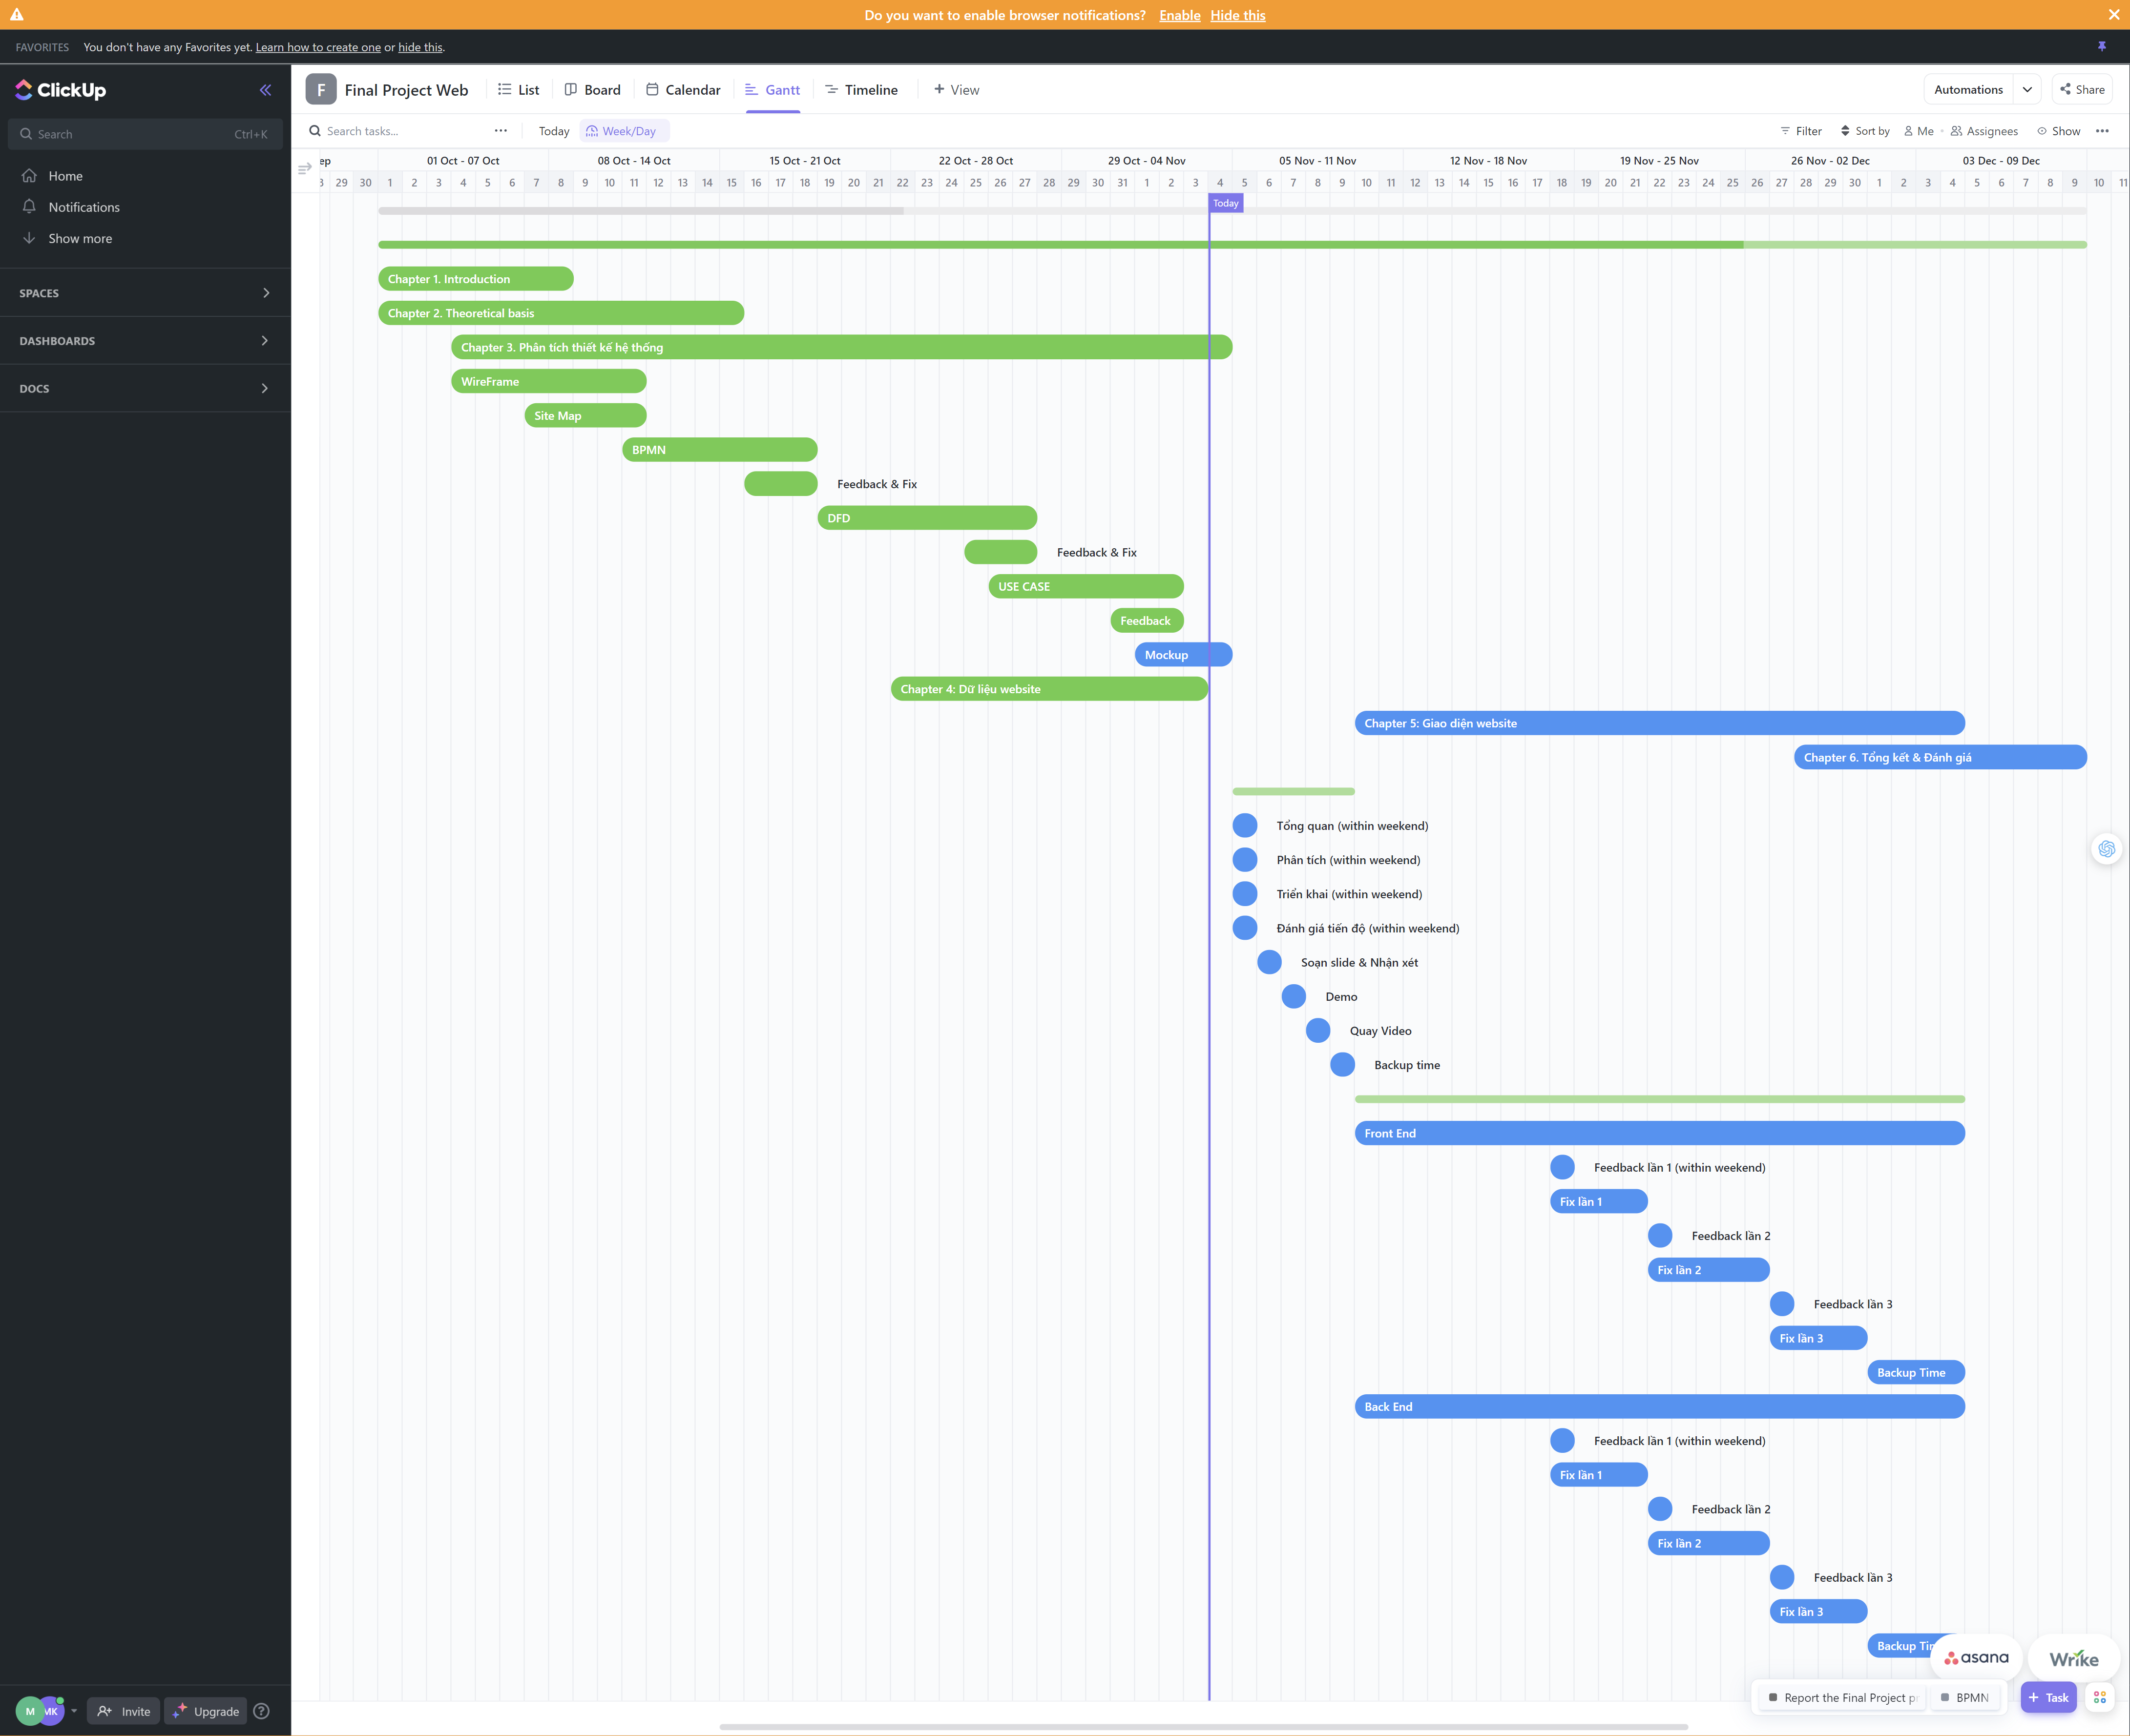 Do you want to enable browser notifications? Enable Hide this
FAVORITES You don't have any Favorites yet. Learn how to create one or hide this.
ClickUp
Search Ctrl+K
Home
Notifications
Show more
SPACES
DASHBOARDS
DOCS
M MK Invite Upgrade ?
F Final Project Web List Board Calendar Gantt Timeline + View Automations Share
Search tasks... Today Week/Day Filter Sort by Me Assignees Show
ep 01 Oct - 07 Oct 08 Oct - 14 Oct 15 Oct - 21 Oct 22 Oct - 28 Oct 29 Oct - 04 Nov 05 Nov - 11 Nov 12 Nov - 18 Nov 19 Nov - 25 Nov 26 Nov - 02 Dec 03 Dec - 09 Dec
29 30 1 2 3 4 5 6 7 8 9 10 11 12 13 14 15 16 17 18 19 20 21 22 23 24 25 26 27 28 29 30 31 1 2 3 4 5 6 7 8 9 10 11 12 13 14 15 16 17 18 19 20 21 22 23 24 25 26 27 28 29 30 1 2 3 4 5 6 7 8 9 10 11
Today
Chapter 1. Introduction
Chapter 2. Theoretical basis
Chapter 3. Phân tích thiết kế hệ thống
WireFrame
Site Map
BPMN
Feedback & Fix
DFD
Feedback & Fix
USE CASE
Feedback
Mockup
Chapter 4: Dữ liệu website
Chapter 5: Giao diện website
Chapter 6. Tổng kết & Đánh giá
Tổng quan (within weekend)
Phân tích (within weekend)
Triển khai (within weekend)
Đánh giá tiến độ (within weekend)
Soạn slide & Nhận xét
Demo
Quay Video
Backup time
Front End
Feedback lần 1 (within weekend)
Fix lần 1
Feedback lần 2
Fix lần 2
Feedback lần 3
Fix lần 3
Backup Time
Back End
Feedback lần 1 (within weekend)
Fix lần 1
Feedback lần 2
Fix lần 2
Feedback lần 3
Fix lần 3
Backup
asana Wrike
Report the Final Project BPMN + Task